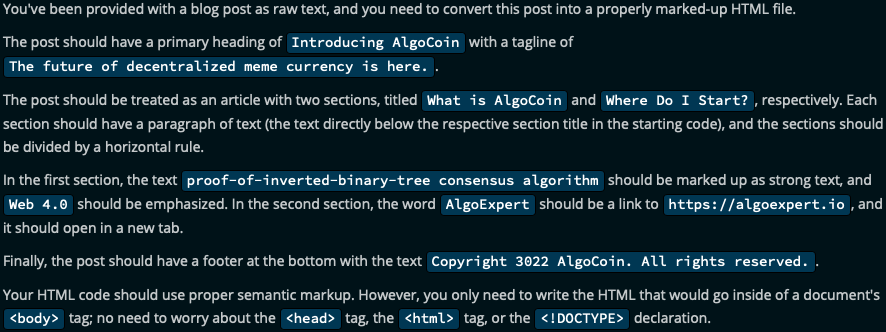 You've been provided with a blog post as raw text, and you need to convert this post into a properly marked-up HTML file.
The post should have a primary heading of Introducing AlgoCoin with a tagline of
The future of decentralized meme currency is here. .
The post should be treated as an article with two sections, titled What is AlgoCoin and Where Do I Start? , respectively. Each
section should have a paragraph of text (the text directly below the respective section title in the starting code), and the sections should
be divided by a horizontal rule.
In the first section, the text proof-of-inverted-binary-tree consensus algorithm should be marked up as strong text, and
Web 4.0 should be emphasized. In the second section, the word AlgoExpert should be a link to https://algoexpert.io , and
it should open in a new tab.
Finally, the post should have a footer at the bottom with the text Copyright 3022 AlgoCoin. All rights reserved. .
Your HTML code should use proper semantic markup. However, you only need to write the HTML that would go inside of a document's
<body> tag; no need to worry about the <head> tag, the <html> tag, or the <!DOCTYPE> declaration.